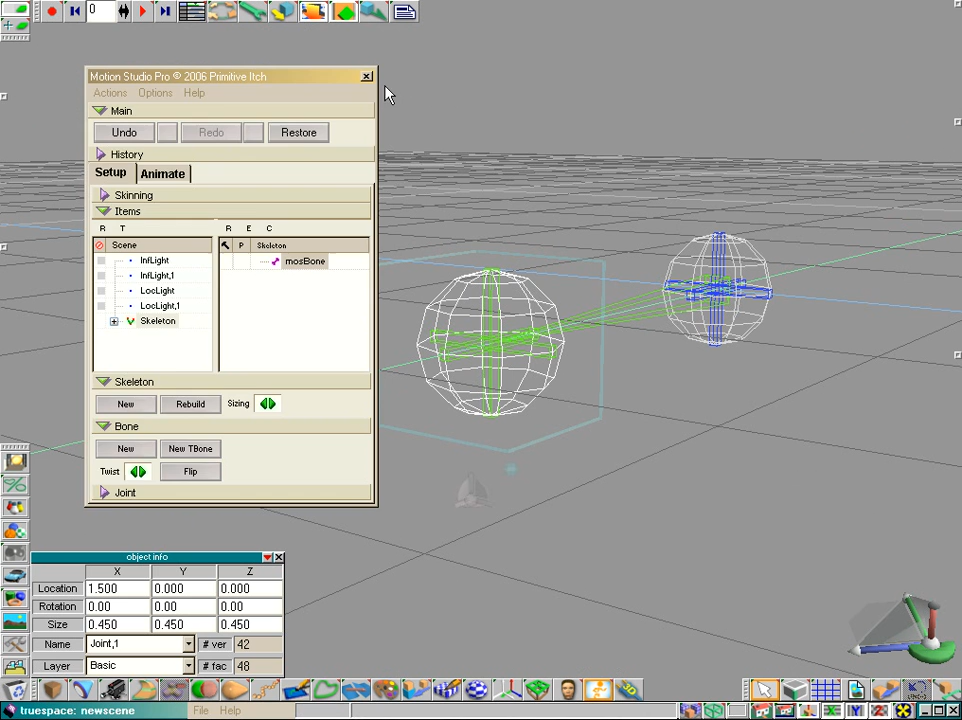 0
Motion Studio Pro © 2006 Primitive Itch
Actions Options Help
Main
Undo Redo Restore
History
Setup Animate
Skinning
Items
R T R E C
Scene P Skeleton
InfLight mosBone
InfLight,1
LocLight
LocLight,1
Skeleton
Skeleton
New Rebuild Sizing
Bone
New New TBone
Twist Flip
Joint
object info
X Y Z
Location 1.500 0.000 0.000
Rotation 0.00 0.00 0.00
Size 0.450 0.450 0.450
Name Joint,1 # ver 42
Layer Basic # fac 48
truespace: newscene File Help